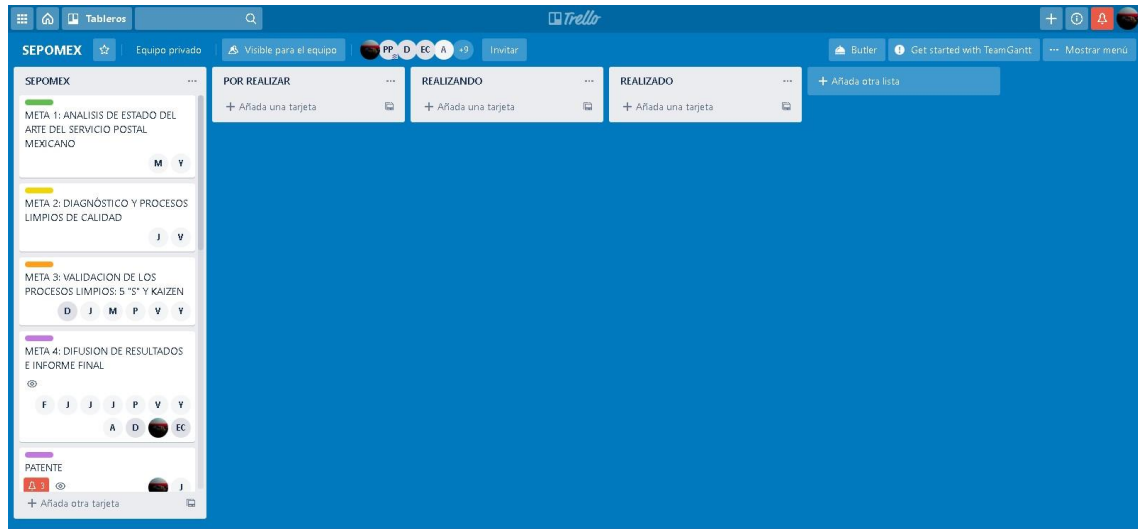 Tableros
Trello
SEPOMEX
Equipo privado
Visible para el equipo
PP D EC A +9
Invitar
Butler
Get started with TeamGantt
Mostrar menú
SEPOMEX
META 1: ANALISIS DE ESTADO DEL
ARTE DEL SERVICIO POSTAL
MEXICANO
M Y
META 2: DIAGNÓSTICO Y PROCESOS
LIMPIOS DE CALIDAD
J V
META 3: VALIDACION DE LOS
PROCESOS LIMPIOS: 5 "S" Y KAIZEN
D J M P V Y
META 4: DIFUSION DE RESULTADOS
E INFORME FINAL
F J J J P V Y
A D EC
PATENTE
3 J
+ Añada otra tarjeta
POR REALIZAR
+ Añada una tarjeta
REALIZANDO
+ Añada una tarjeta
REALIZADO
+ Añada una tarjeta
+ Añada otra lista